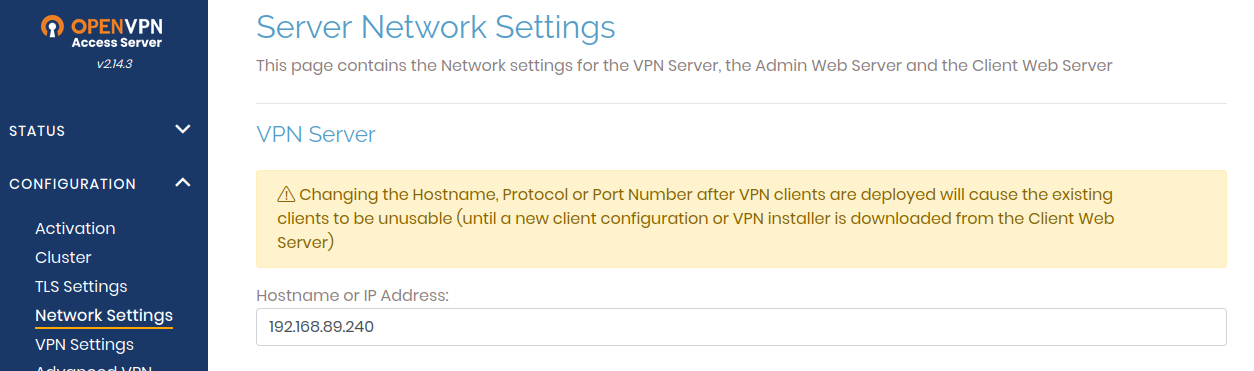 OPENVPN
Access Server
v2.14.3
STATUS
CONFIGURATION
Activation
Cluster
TLS Settings
Network Settings
VPN Settings
Advanced VPN
Server Network Settings
This page contains the Network settings for the VPN Server, the Admin Web Server and the Client Web Server
VPN Server
Changing the Hostname, Protocol or Port Number after VPN clients are deployed will cause the existing
clients to be unusable (until a new client configuration or VPN installer is downloaded from the Client Web
Server)
Hostname or IP Address:
192.168.89.240